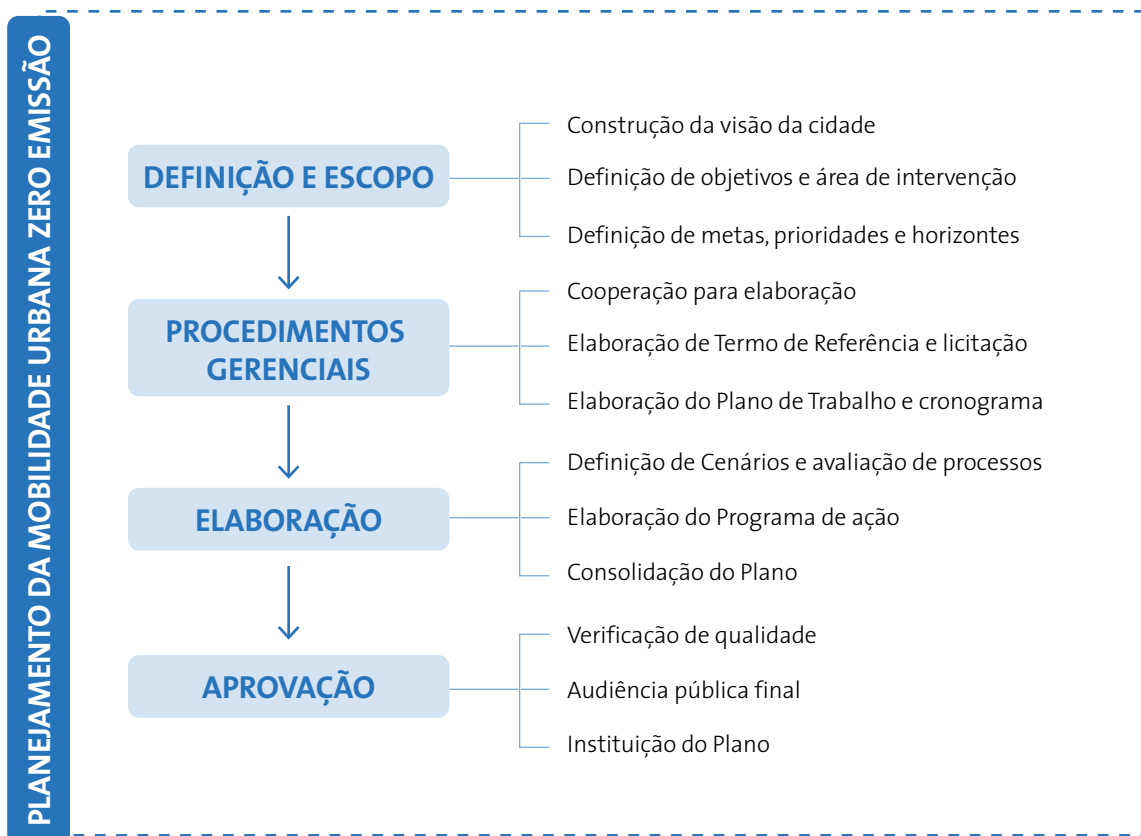 PLANEJAMENTO DA MOBILIDADE URBANA ZERO EMISSÃO
DEFINIÇÃO E ESCOPO
Construção da visão da cidade
Definição de objetivos e área de intervenção
Definição de metas, prioridades e horizontes
PROCEDIMENTOS
GERENCIAIS
Cooperação para elaboração
Elaboração de Termo de Referência e licitação
Elaboração do Plano de Trabalho e cronograma
ELABORAÇÃO
Definição de Cenários e avaliação de processos
Elaboração do Programa de ação
Consolidação do Plano
APROVAÇÃO
Verificação de qualidade
Audiência pública final
Instituição do Plano